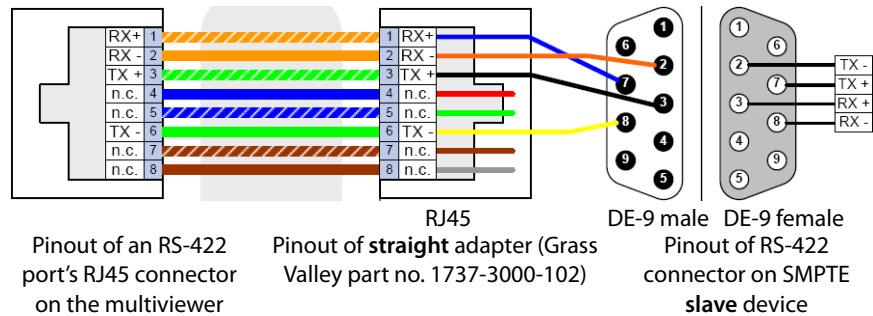 RX+ 1
RX - 2
TX + 3
n.c. 4
n.c. 5
TX - 6
n.c. 7
n.c. 8
1 RX+
2 RX -
3 TX +
4 n.c.
5 n.c.
6 TX -
7 n.c.
8 n.c.
1
6
2
7
3
8
4
9
5
1
6
2
7
3
8
4
9
5
TX -
TX +
RX +
RX -
RJ45
DE-9 male
DE-9 female
Pinout of an RS-422
port's RJ45 connector
on the multiviewer
Pinout of straight adapter (Grass
Valley part no. 1737-3000-102)
Pinout of RS-422
connector on SMPTE
slave device